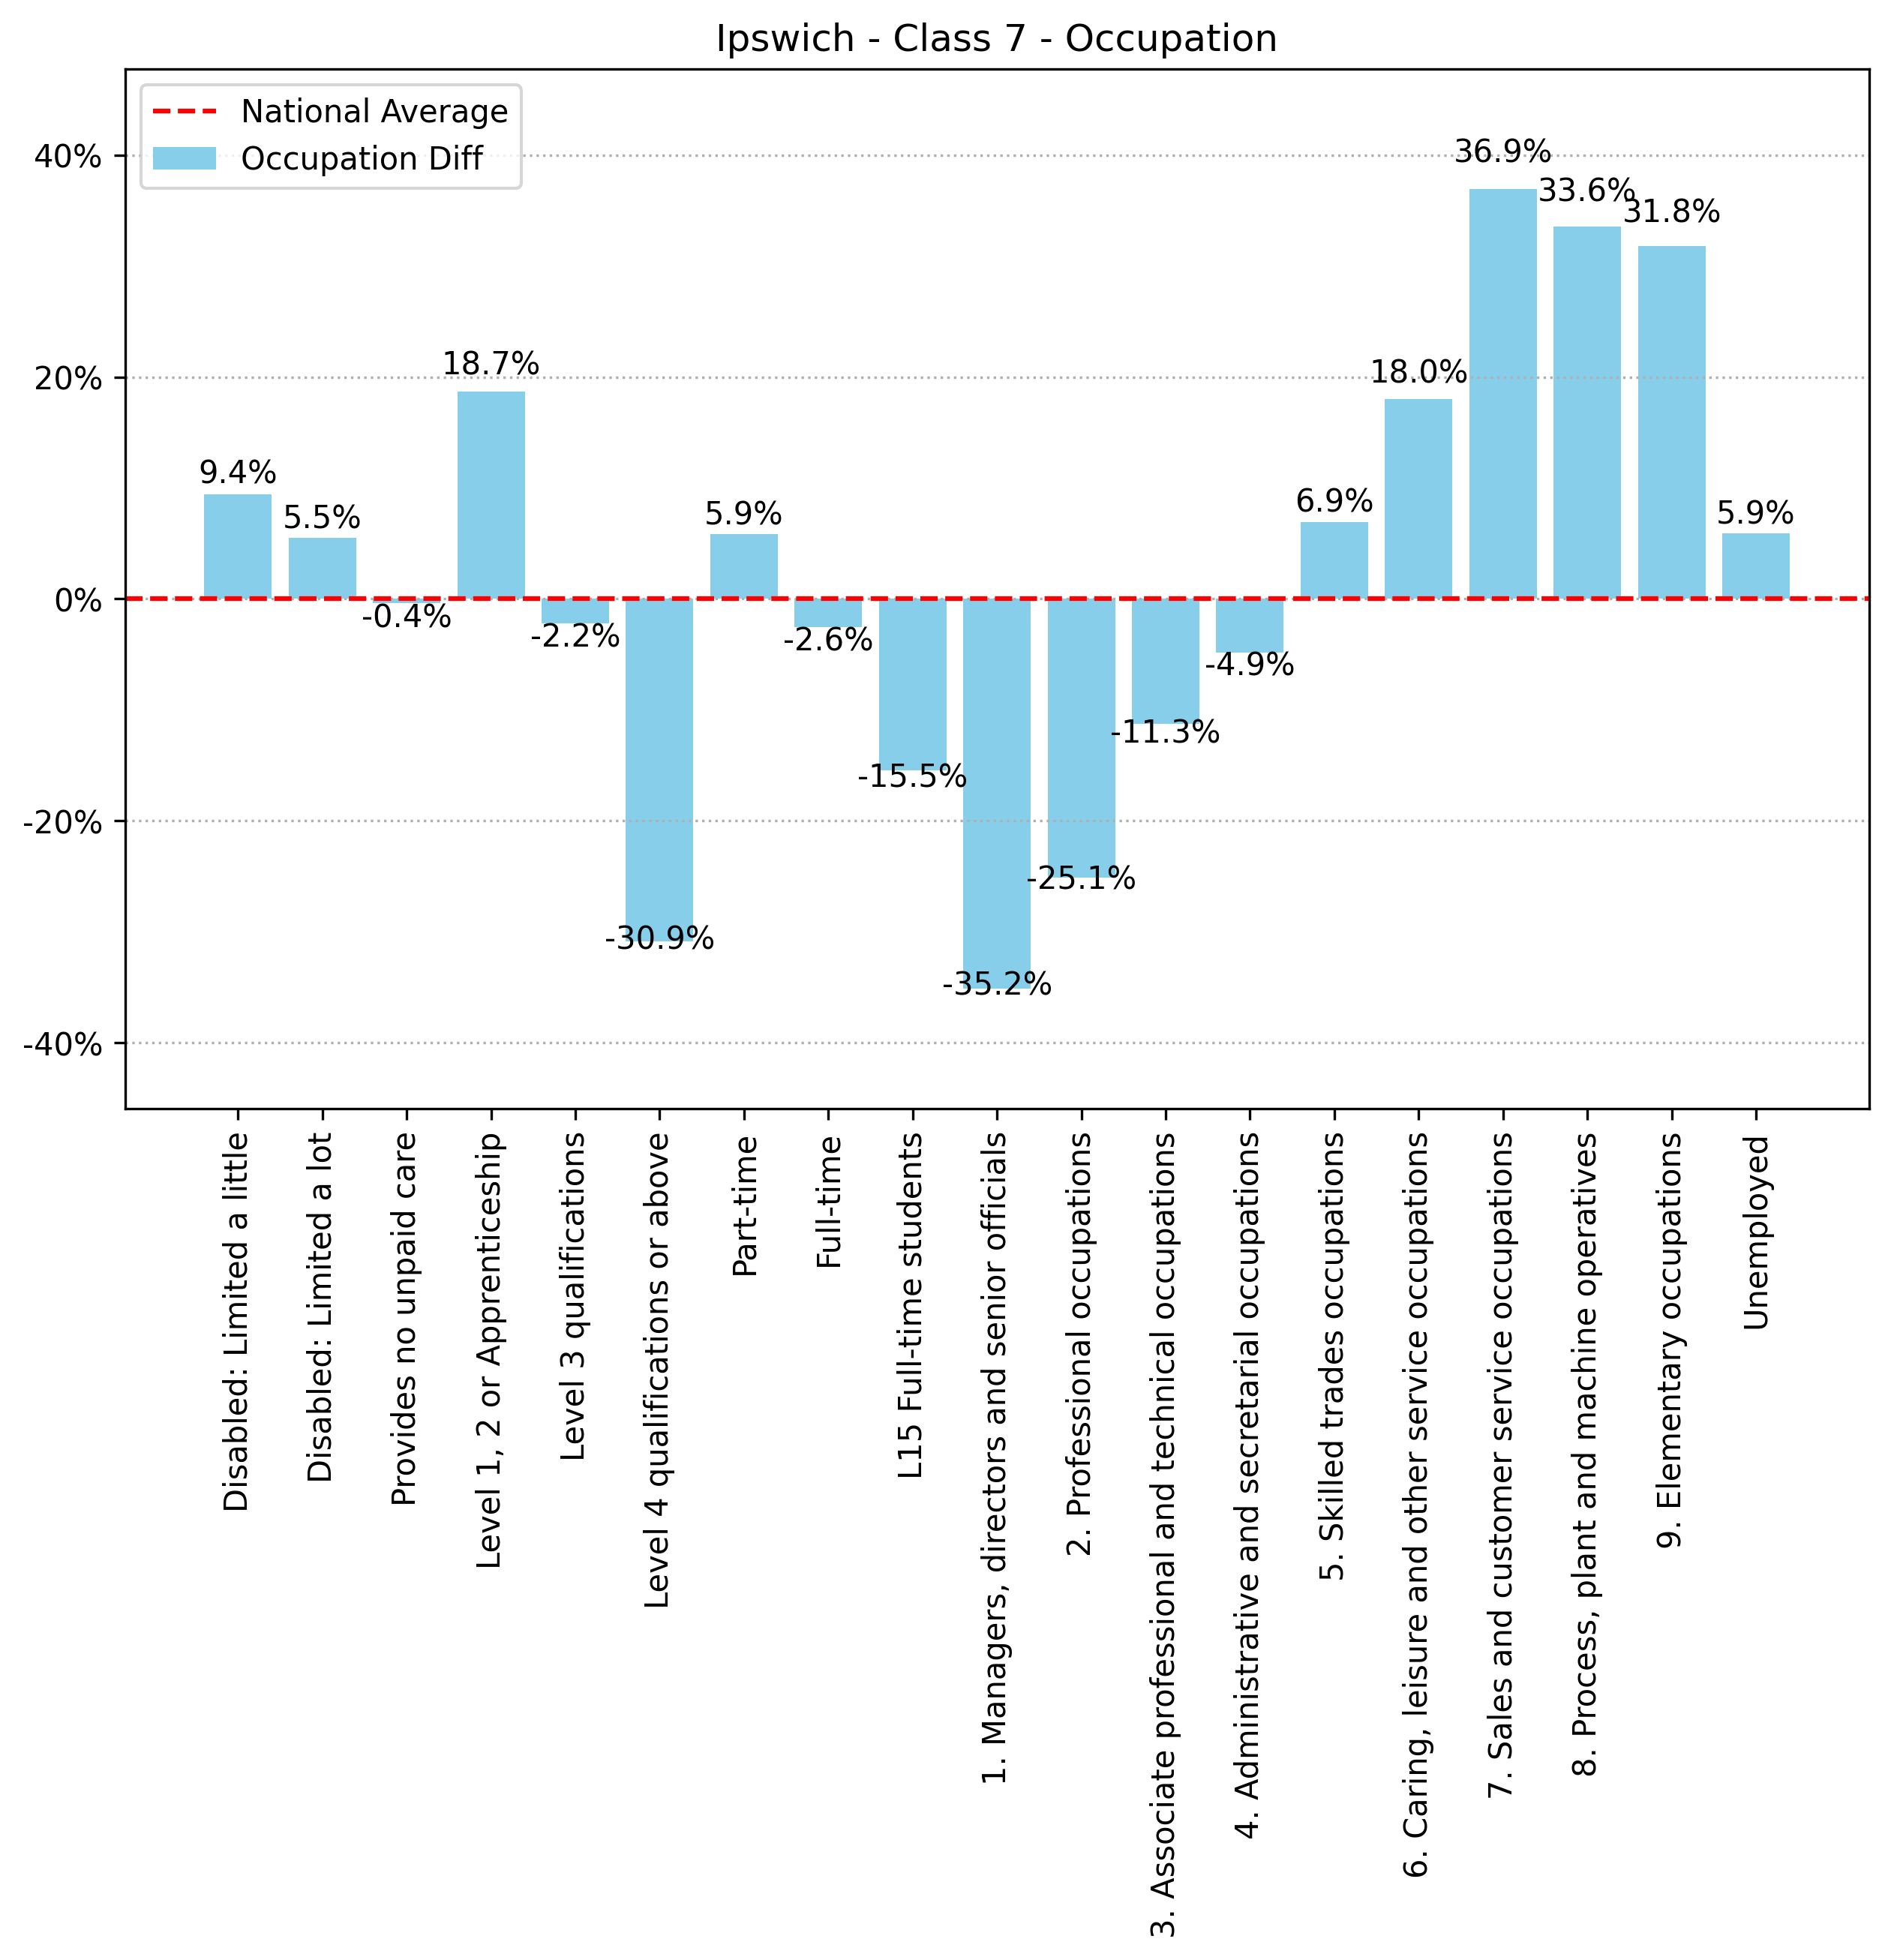 Ipswich - Class 7 - Occupation
National Average
Occupation Diff
40%
20%
0%
-20%
-40%
9.4%
5.5%
-0.4%
18.7%
-2.2%
-30.9%
5.9%
-2.6%
-15.5%
-35.2%
-25.1%
-11.3%
-4.9%
6.9%
18.0%
36.9%
33.6%
31.8%
5.9%
Disabled: Limited a little
Disabled: Limited a lot
Provides no unpaid care
Level 1, 2 or Apprenticeship
Level 3 qualifications
Level 4 qualifications or above
Part-time
Full-time
L15 Full-time students
1. Managers, directors and senior officials
2. Professional occupations
3. Associate professional and technical occupations
4. Administrative and secretarial occupations
5. Skilled trades occupations
6. Caring, leisure and other service occupations
7. Sales and customer service occupations
8. Process, plant and machine operatives
9. Elementary occupations
Unemployed